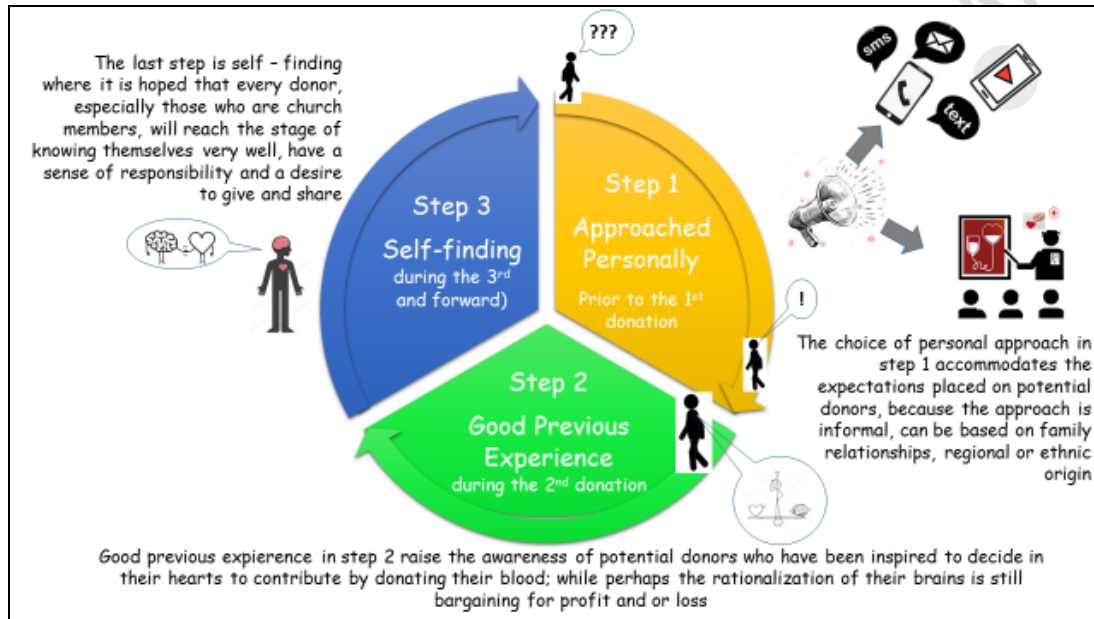 ???
sms
text
The last step is self – finding
where it is hoped that every donor,
especially those who are church
members, will reach the stage of
knowing themselves very well, have a
sense of responsibility and a desire
to give and share
Step 3
Self-finding
during the 3rd
and forward)
Step 1
Approached
Personally
Prior to the 1st
donation
!
The choice of personal approach in
step 1 accommodates the
expectations placed on potential
donors, because the approach is
informal, can be based on family
relationships, regional or ethnic
origin
Step 2
Good Previous
Experience
during the 2nd donation
Good previous expierence in step 2 raise the awareness of potential donors who have been inspired to decide in
their hearts to contribute by donating their blood; while perhaps the rationalization of their brains is still
bargaining for profit and or loss